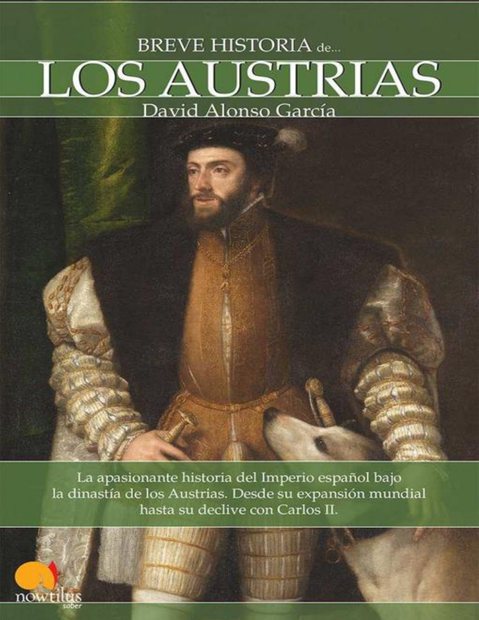 BREVE HISTORIA de...
LOS AUSTRIAS
David Alonso García
La apasionante historia del Imperio español bajo
la dinastía de los Austrias. Desde su expansión mundial
hasta su declive con Carlos II.
nowtilus
saber